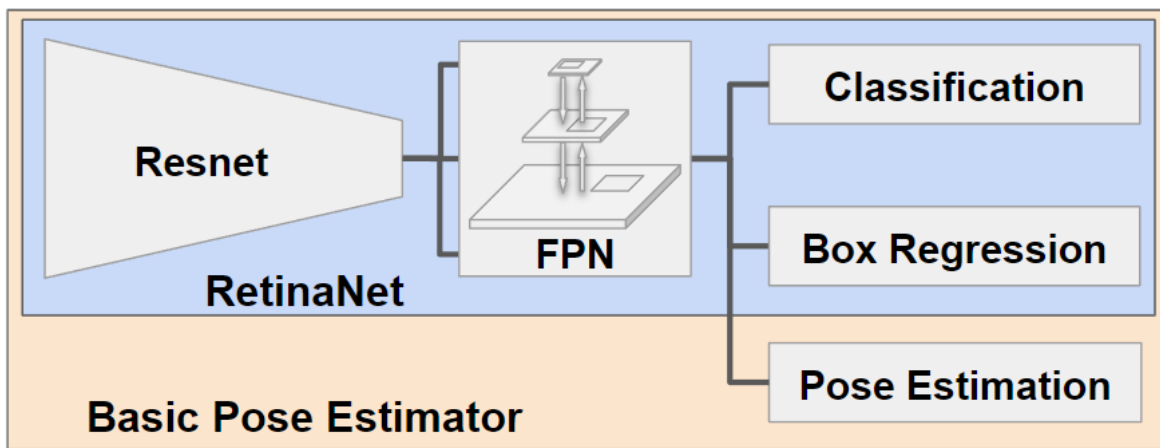 Resnet
FPN
RetinaNet
Classification
Box Regression
Pose Estimation
Basic Pose Estimator